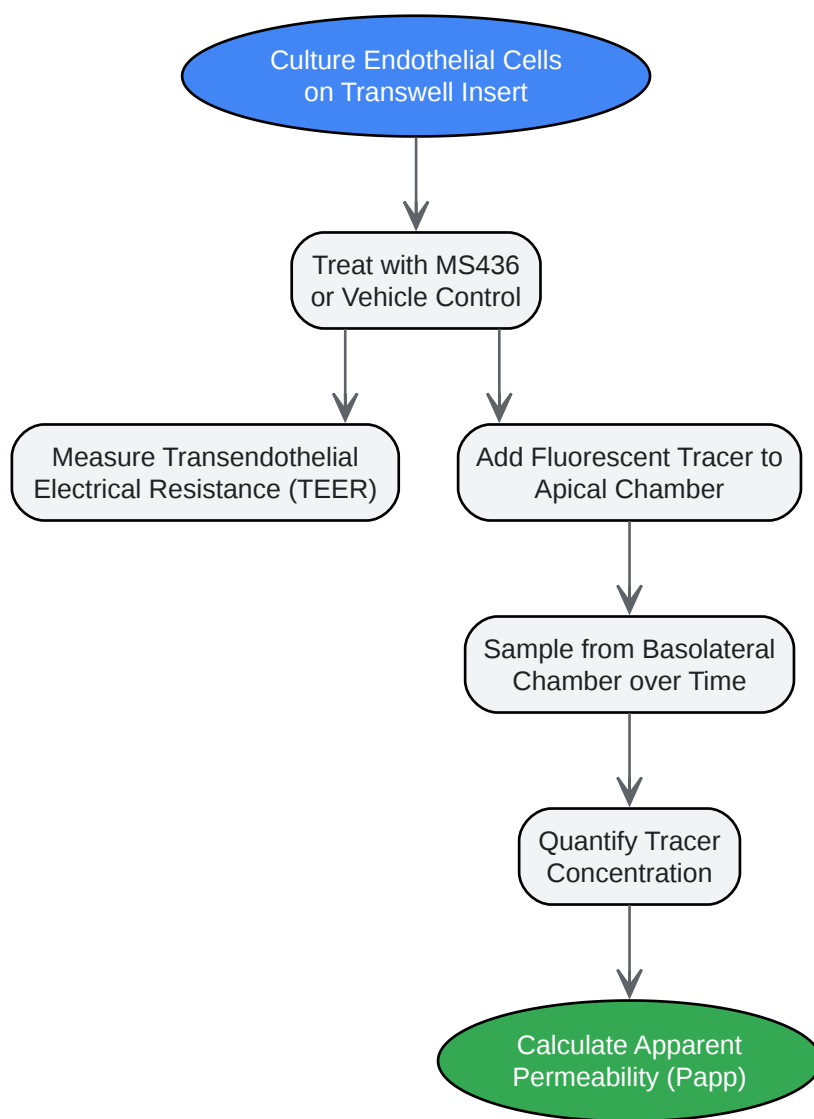 Culture Endothelial Cells
on Transwell Insert
Treat with MS436
or Vehicle Control
Measure Transendothelial
Electrical Resistance (TEER)
Add Fluorescent Tracer to
Apical Chamber
Sample from Basolateral
Chamber over Time
Quantify Tracer
Concentration
Calculate Apparent
Permeability (Papp)